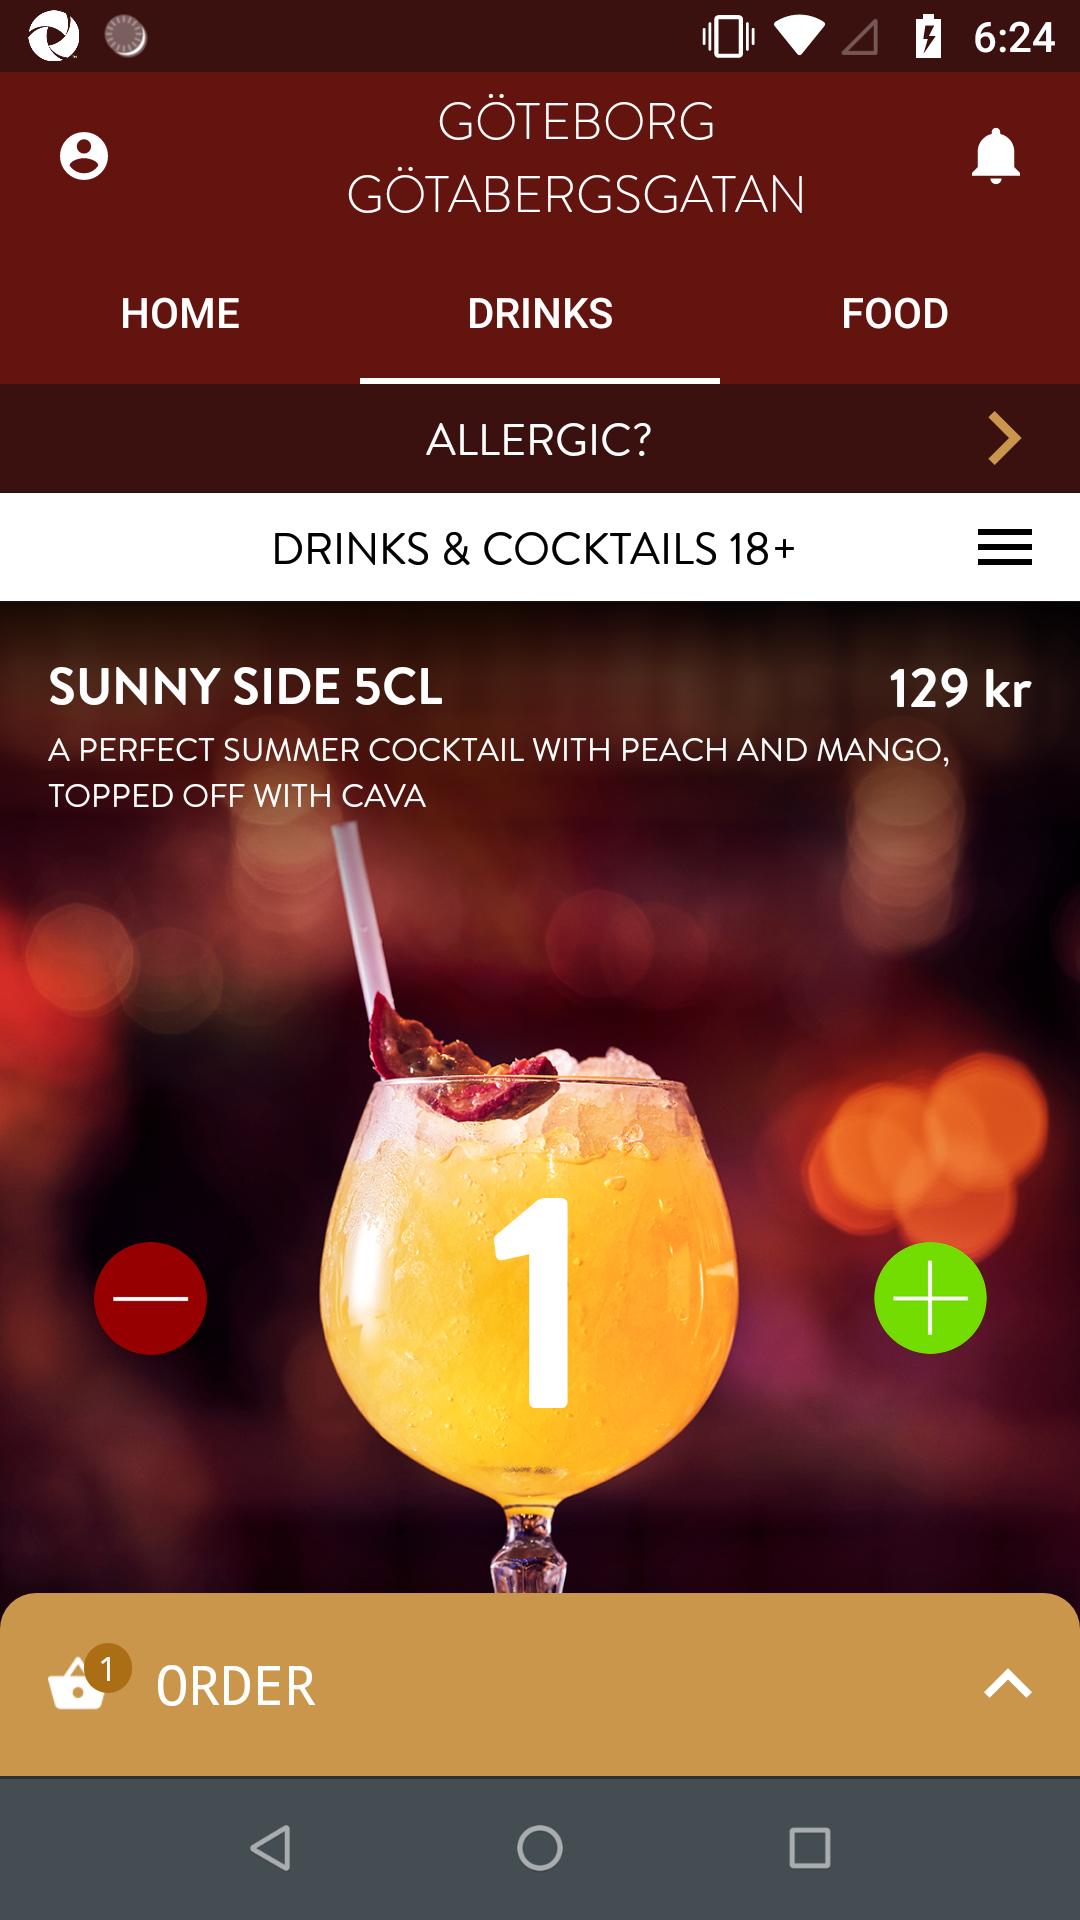 6:24
GÖTEBORG
GÖTABERGSGATAN
HOME
DRINKS
FOOD
ALLERGIC?
DRINKS & COCKTAILS 18+
SUNNY SIDE 5CL
129 kr
A PERFECT SUMMER COCKTAIL WITH PEACH AND MANGO,
TOPPED OFF WITH CAVA
1
1
ORDER